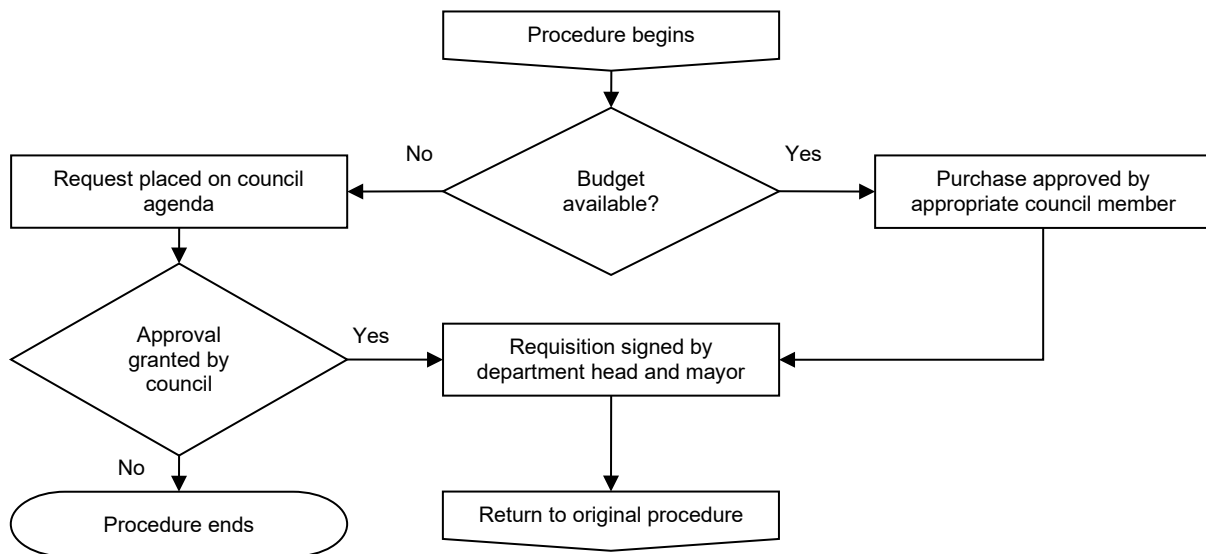 Procedure begins
No
Yes
Request placed on council
agenda
Budget
available?
Purchase approved by
appropriate council member
Approval
granted by
council
Yes
Requisition signed by
department head and mayor
No
Procedure ends
Return to original procedure